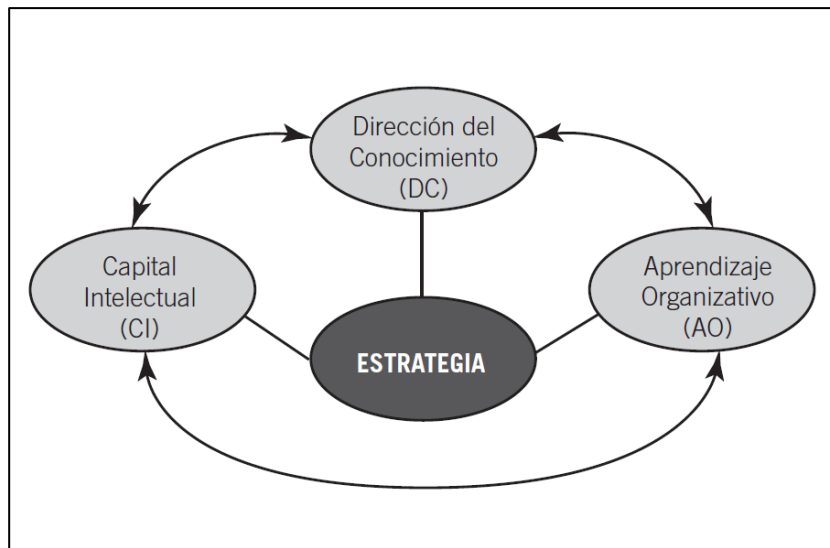 Dirección del
Conocimiento
(DC)
Capital
Intelectual
(CI)
Aprendizaje
Organizativo
(AO)
ESTRATEGIA